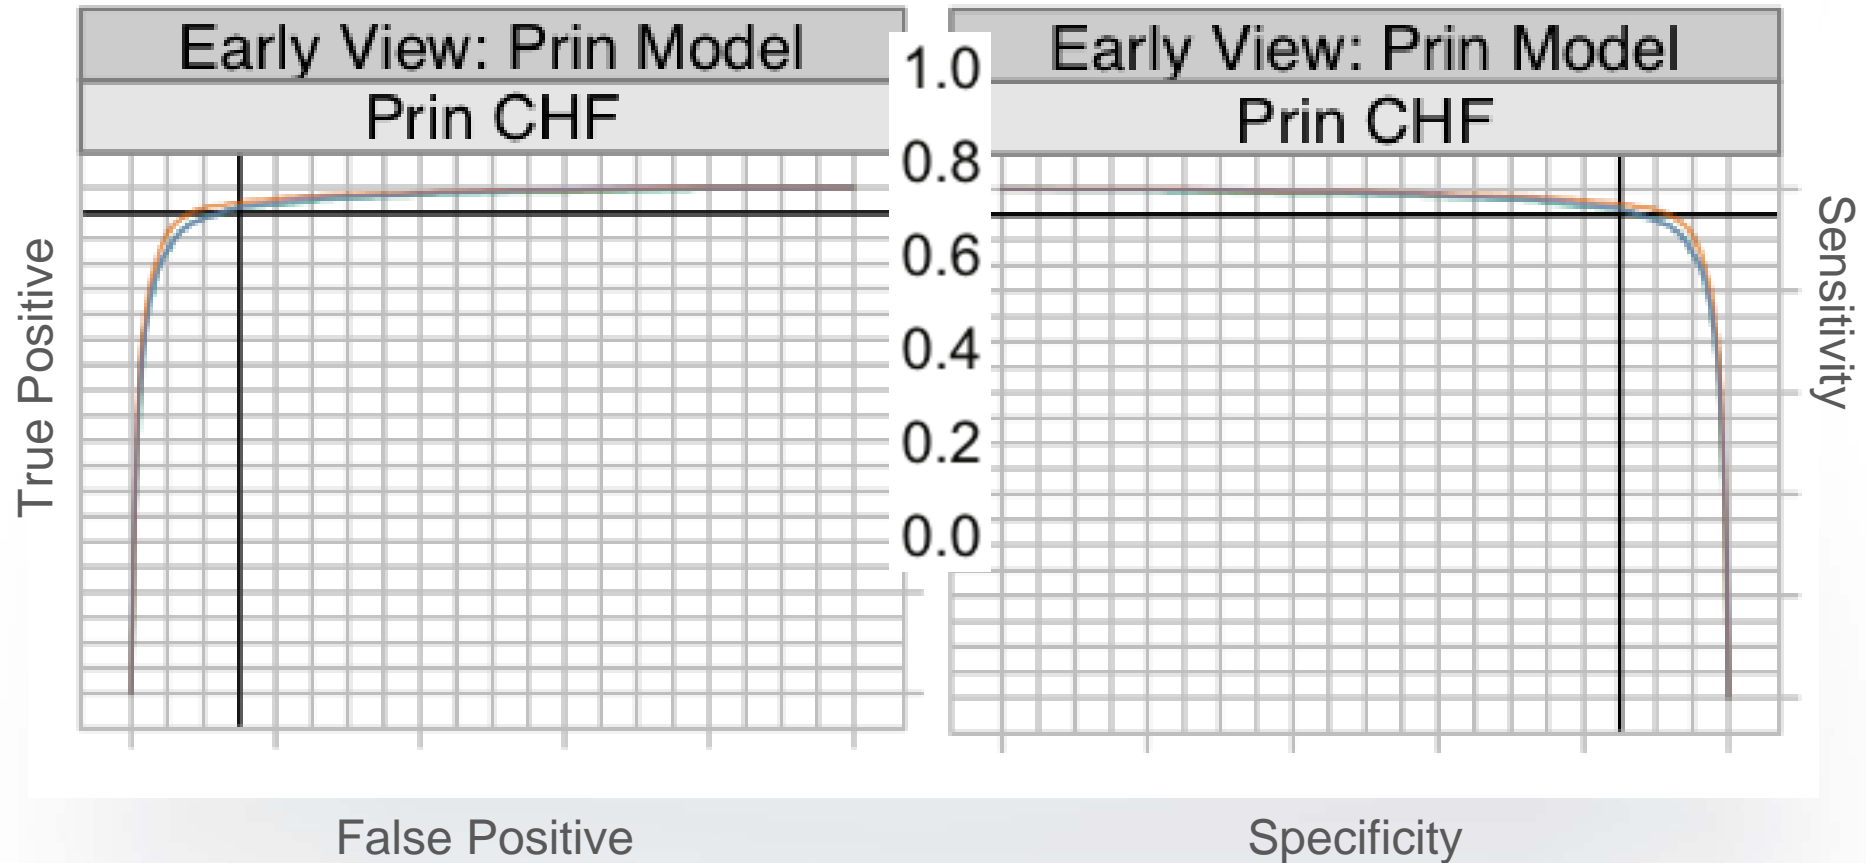 Early View: Prin Model
Prin CHF
True Positive
False Positive
1.0
0.8
0.6
0.4
0.2
0.0
Early View: Prin Model
Prin CHF
Sensitivity
Specificity